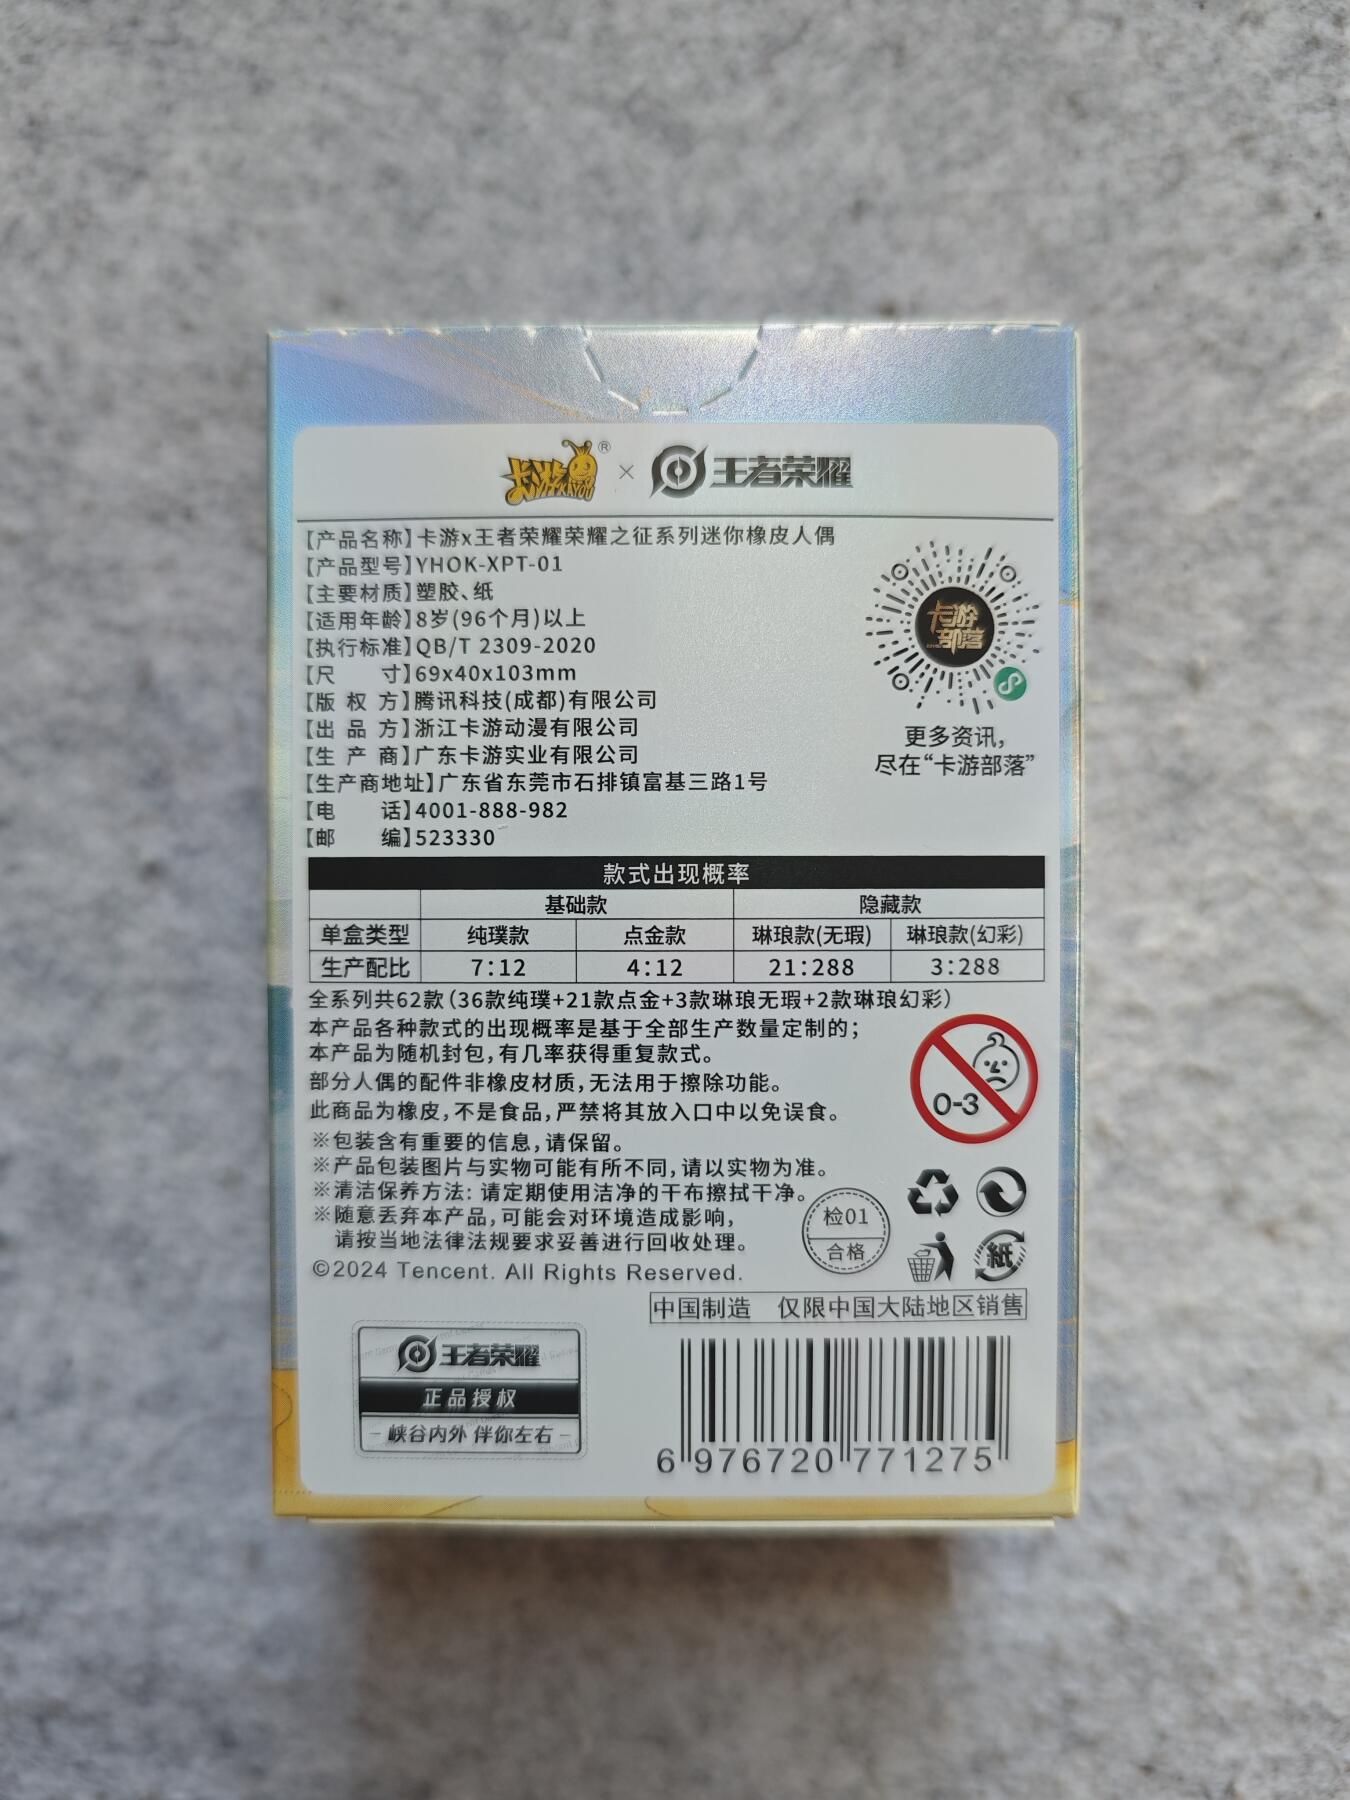 卡游 KAYOU ® × 王者荣耀
【产品名称】卡游x王者荣耀荣耀之征系列迷你橡皮人偶
【产品型号】YHOK-XPT-01
【主要材质】塑胶、纸
【适用年龄】8岁(96个月)以上
【执行标准】QB/T 2309-2020
【尺 寸】69x40x103mm
【版 权 方】腾讯科技(成都)有限公司
【出 品 方】浙江卡游动漫有限公司
【生 产 商】广东卡游实业有限公司
【生产商地址】广东省东莞市石排镇富基三路1号
【电 话】4001-888-982
【邮 编】523330
卡游
部落
更多资讯,
尽在“卡游部落”
款式出现概率
基础款 隐藏款
单盒类型 纯璞款 点金款 琳琅款(无瑕) 琳琅款(幻彩)
生产配比 7:12 4:12 21:288 3:288
全系列共62款(36款纯璞+21款点金+3款琳琅无瑕+2款琳琅幻彩)
本产品各种款式的出现概率是基于全部生产数量定制的;
本产品为随机封包,有几率获得重复款式。
部分人偶的配件非橡皮材质,无法用于擦除功能。
此商品为橡皮,不是食品,严禁将其放入口中以免误食。
※包装含有重要的信息,请保留。
※产品包装图片与实物可能有所不同,请以实物为准。
※清洁保养方法: 请定期使用洁净的干布擦拭干净。
※随意丢弃本产品,可能会对环境造成影响,
请按当地法律法规要求妥善进行回收处理。
©2024 Tencent. All Rights Reserved.
0-3
检01
合格
紙
中国制造 仅限中国大陆地区销售
王者荣耀
正品授权
峡谷内外 伴你左右
6 976720 771275